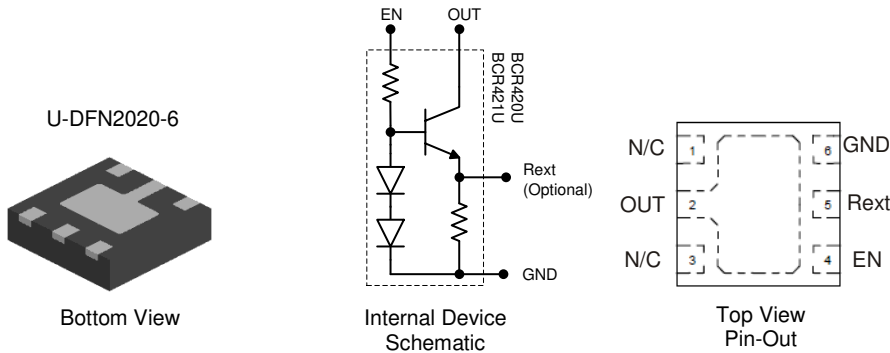 U-DFN2020-6
Bottom View
EN
OUT
BCR420U
BCR421U
Rext
(Optional)
GND
Internal Device
Schematic
N/C
1
6
GND
OUT
2
5
Rext
N/C
3
4
EN
Top View
Pin-Out